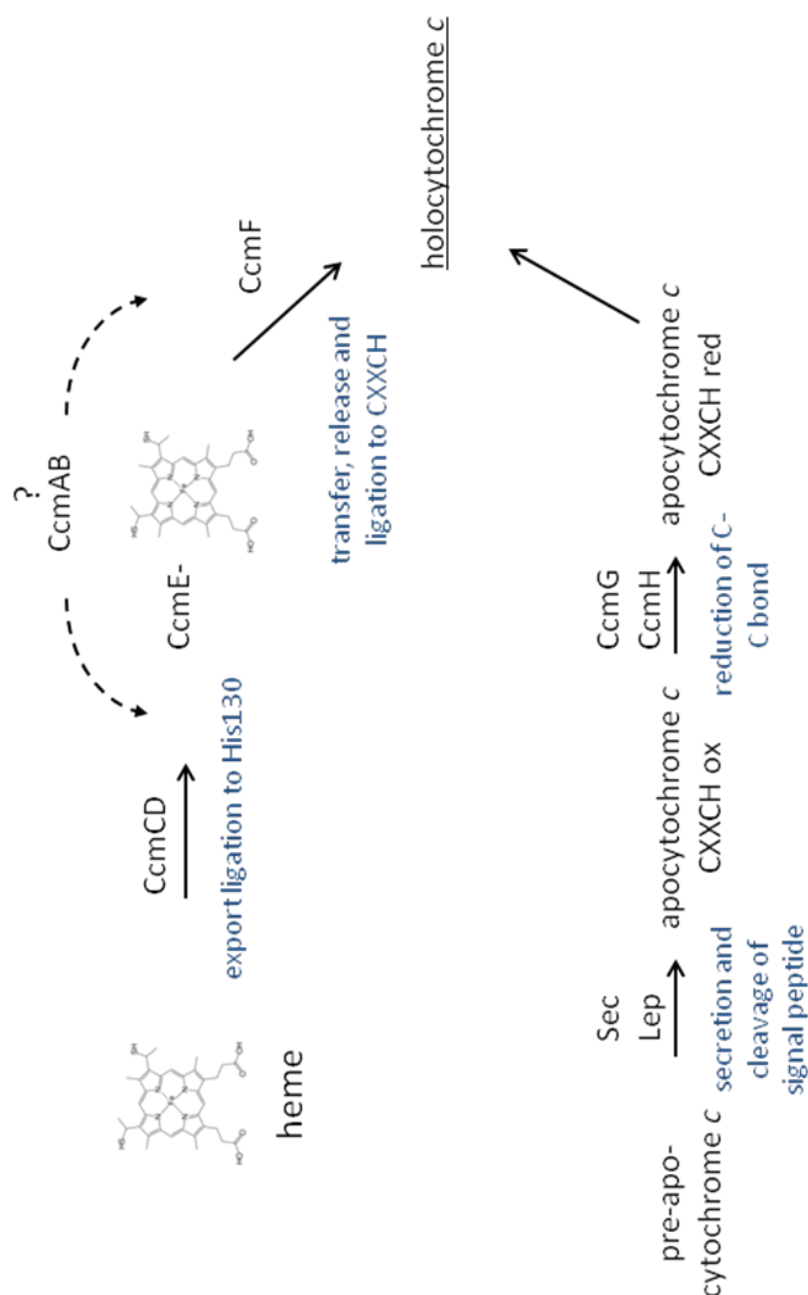 ?
CcmAB
CcmCD
export ligation to His130
heme
CcmE-
CcmF
transfer, release and
ligation to CXXCH
holocytochrome c
pre-apo-
cytochrome c
Sec
Lep
secretion and
cleavage of
signal peptide
apocytochrome c
CXXCH ox
CcmG
CcmH
reduction of C-
C bond
apocytochrome c
CXXCH red